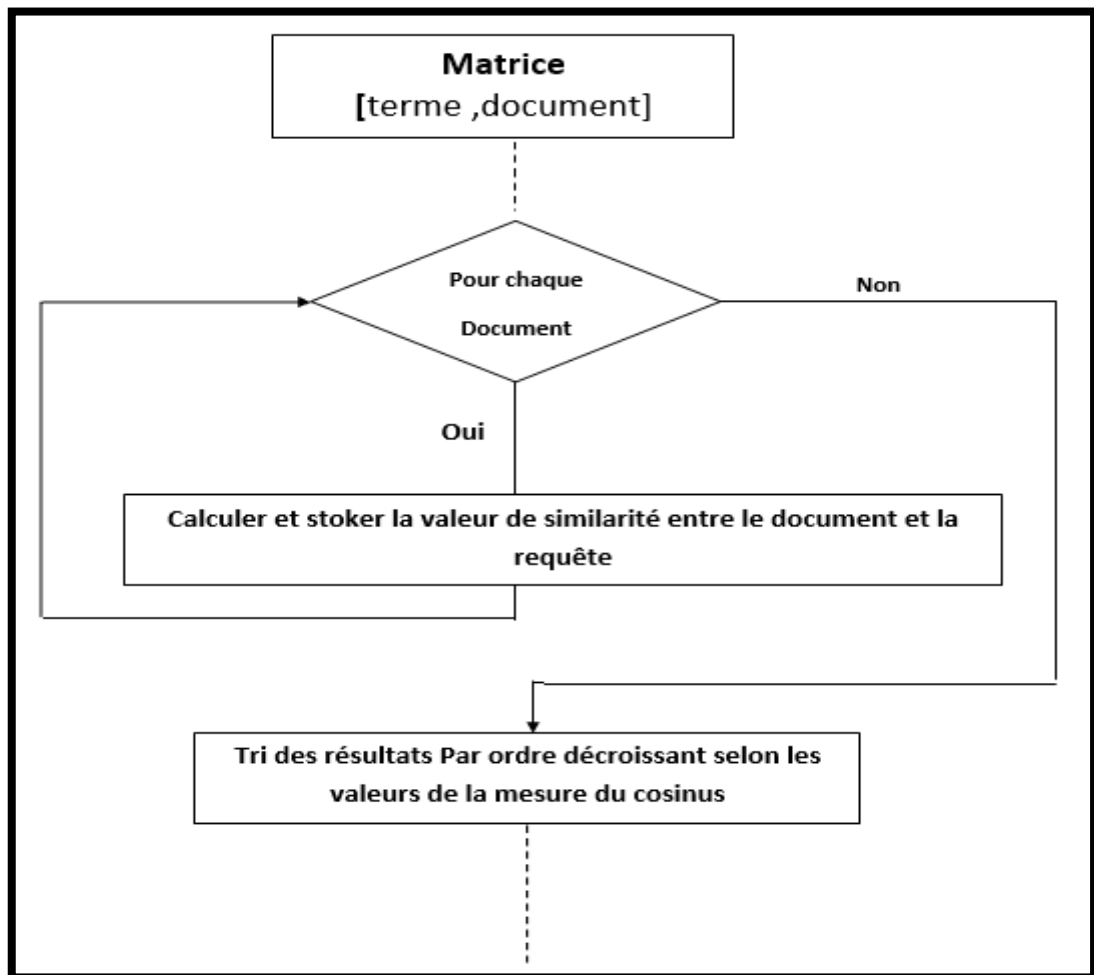 Matrice
[terme ,document]
Pour chaque
Document
Non
Oui
Calculer et stoker la valeur de similarité entre le document et la
requête
Tri des résultats Par ordre décroissant selon les
valeurs de la mesure du cosinus